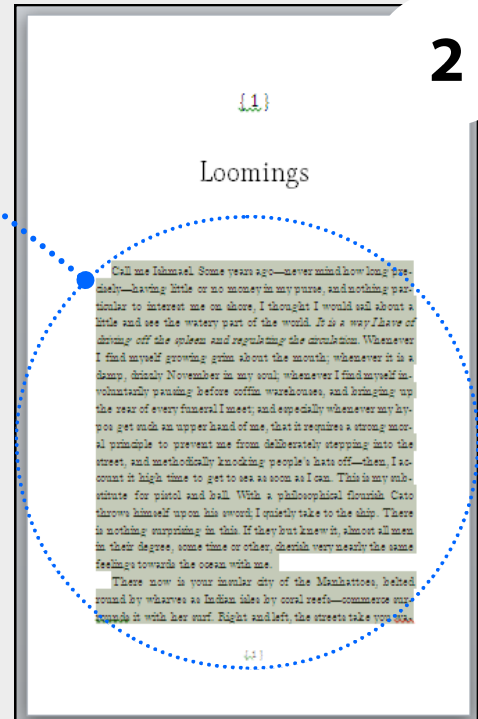 2
{ 1 }
Loomings
Call me Ishmael. Some years ago—never mind how long pre-
cisely—having little or no money in my purse, and nothing par-
ticular to interest me on shore, I thought I would sail about a
little and see the watery part of the world. It is a way I have of
driving off the spleen and regulating the circulation. Whenever
I find myself growing grim about the mouth; whenever it is a
damp, drizzly November in my soul; whenever I find myself in-
voluntarily pausing before coffin warehouses, and bringing up
the rear of every funeral I meet; and especially whenever my hy-
pos get such an upper hand of me, that it requires a strong mor-
al principle to prevent me from deliberately stepping into the
street, and methodically knocking people's hats off—then, I ac-
count it high time to get to sea as soon as I can. This is my sub-
stitute for pistol and ball. With a philosophical flourish Cato
throws himself upon his sword; I quietly take to the ship. There
is nothing surprising in this. If they but knew it, almost all men
in their degree, some time or other, cherish very nearly the same
feelings towards the ocean with me.
There now is your insular city of the Manhattoes, belted
round by wharves as Indian isles by coral reefs—commerce sur-
rounds it with her surf. Right and left, the streets take you
{ 1 }